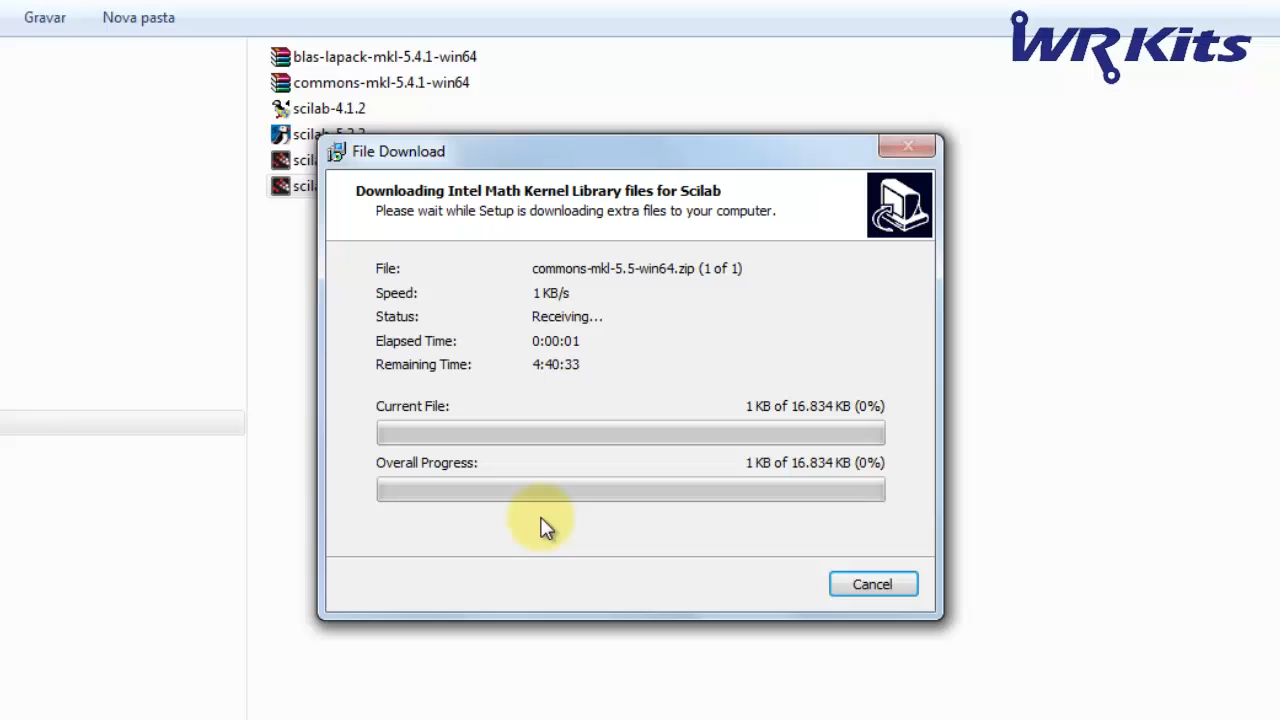 Gravar
Nova pasta
WR Kits
blas-lapack-mkl-5.4.1-win64
commons-mkl-5.4.1-win64
scilab-4.1.2
File Download
Downloading Intel Math Kernel Library files for Scilab
Please wait while Setup is downloading extra files to your computer.
File: commons-mkl-5.5-win64.zip (1 of 1)
Speed: 1 KB/s
Status: Receiving...
Elapsed Time: 0:00:01
Remaining Time: 4:40:33
Current File: 1 KB of 16.834 KB (0%)
Overall Progress: 1 KB of 16.834 KB (0%)
Cancel